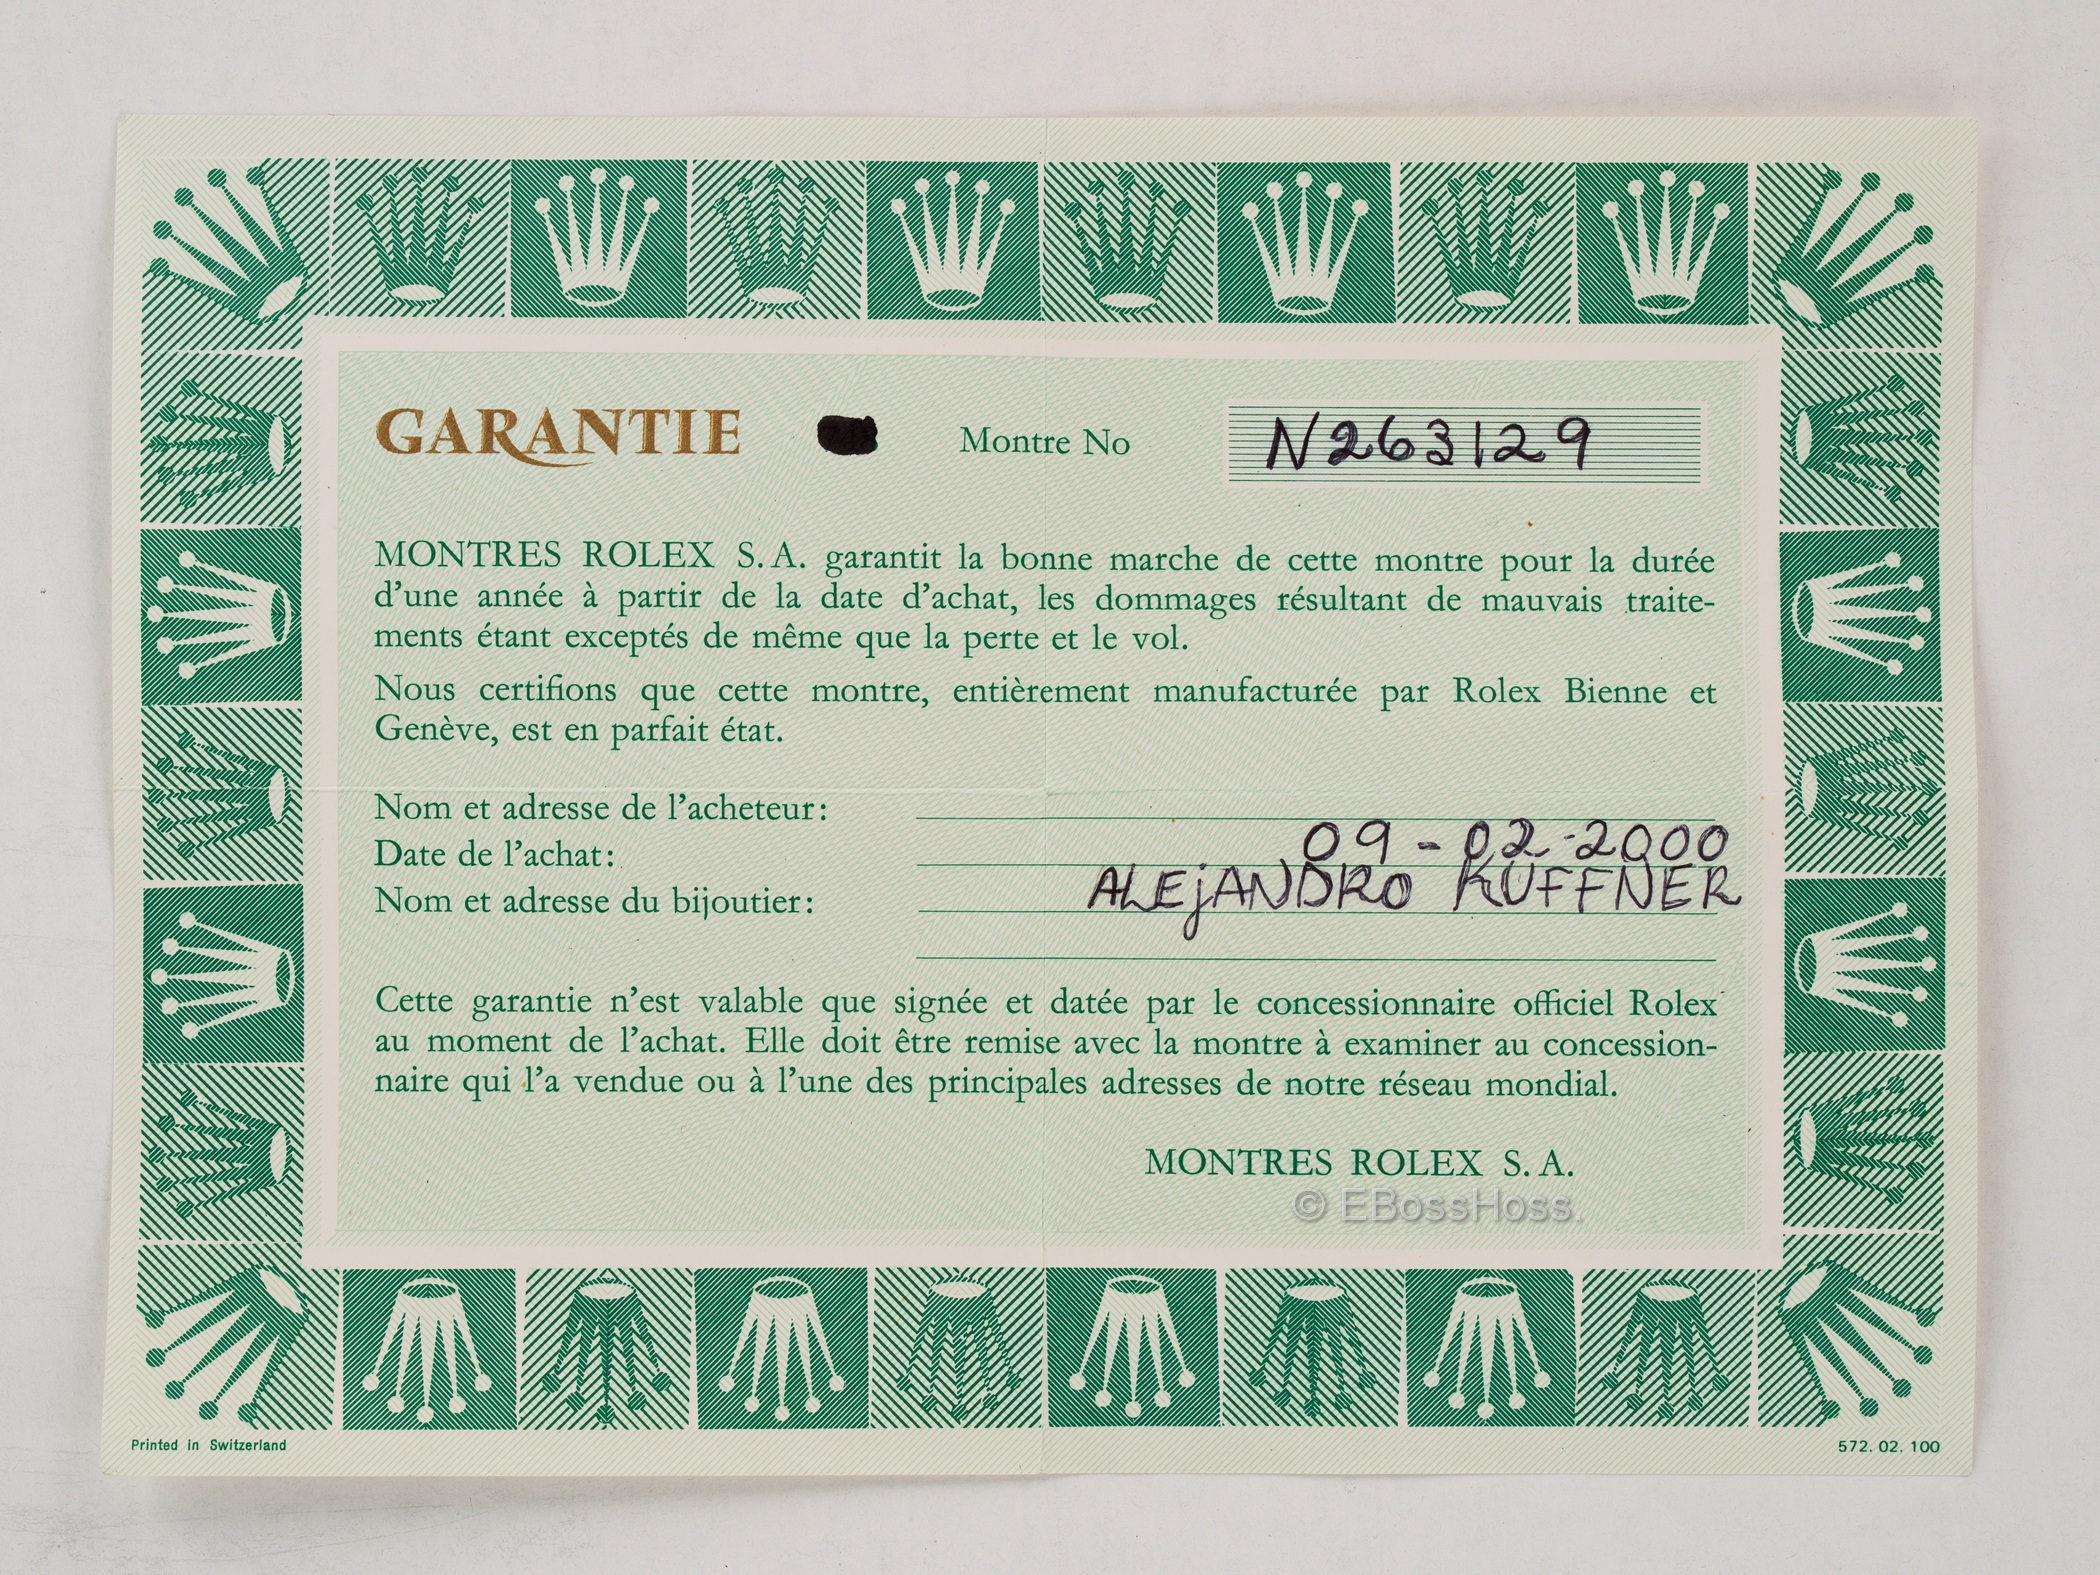 GARANTIE Montre No N263129
MONTRES ROLEX S.A. garantit la bonne marche de cette montre pour la durée
d'une année à partir de la date d'achat, les dommages résultant de mauvais traite-
ments étant exceptés de même que la perte et le vol.
Nous certifions que cette montre, entièrement manufacturée par Rolex Bienne et
Genève, est en parfait état.
Nom et adresse de l'acheteur:
Date de l'achat: 09-02-2000
Nom et adresse du bijoutier: ALEjANDRO KUFFNER
Cette garantie n'est valable que signée et datée par le concessionnaire officiel Rolex
au moment de l'achat. Elle doit être remise avec la montre à examiner au concession-
naire qui l'a vendue ou à l'une des principales adresses de notre réseau mondial.
MONTRES ROLEX S.A.
© EBossHoss.
Printed in Switzerland 572.02.100